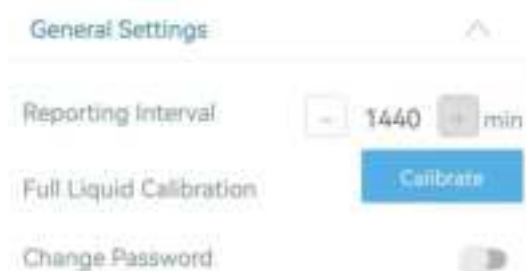 General Settings
Reporting Interval - 1440 + min
Full Liquid Calibration Calibrate
Change Password